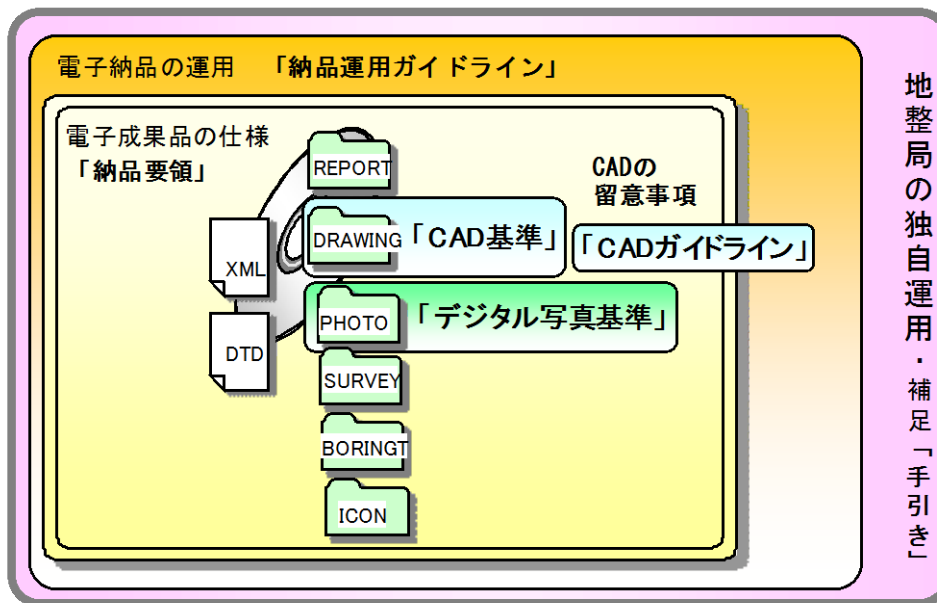 電子納品の運用 「納品運用ガイドライン」
電子成果品の仕様
「納品要領」
REPORT
CADの
留意事項
DRAWING「CAD基準」
「CADガイドライン」
XML
PHOTO「デジタル写真基準」
DTD
SURVEY
BORINGT
ICON
地整局の独自運用・補足「手引き」